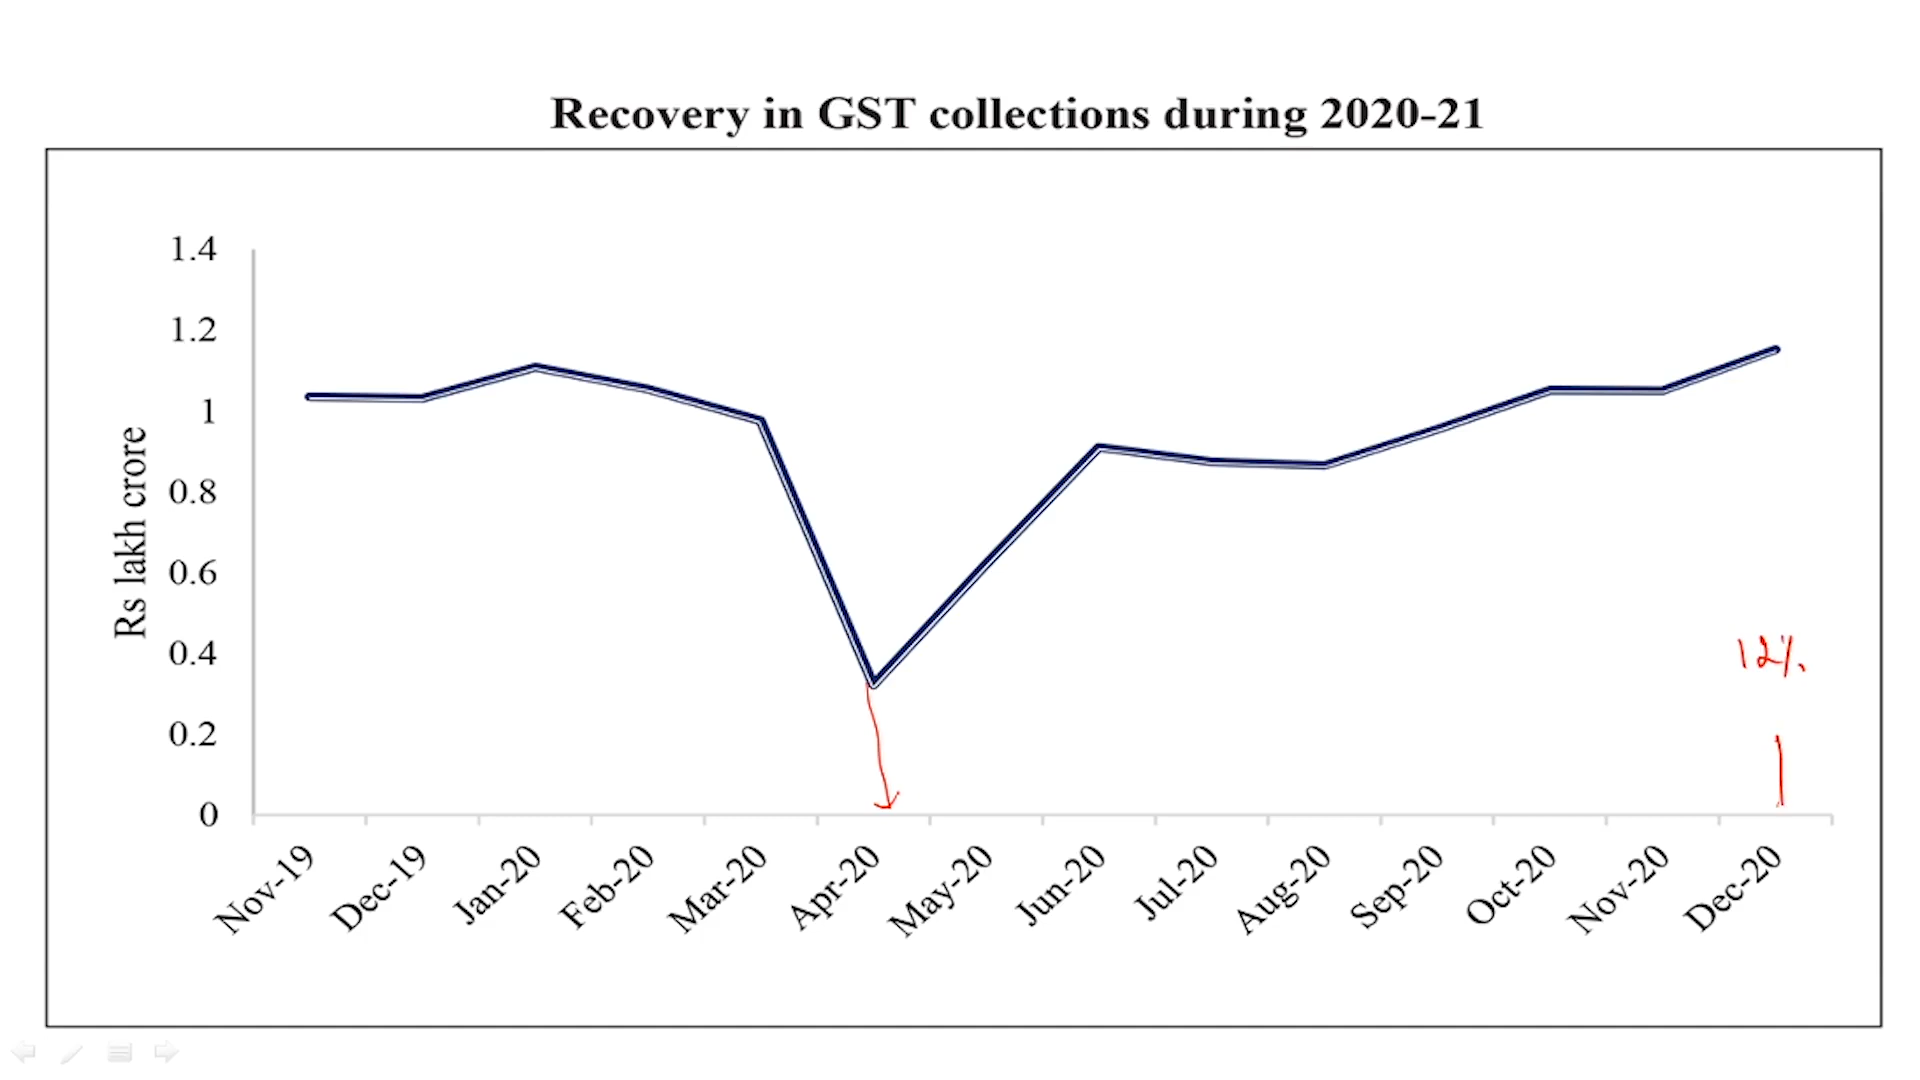 Recovery in GST collections during 2020-21
Rs lakh crore
1.4
1.2
1
0.8
0.6
0.4
0.2
0
12%
Nov-19
Dec-19
Jan-20
Feb-20
Mar-20
Apr-20
May-20
Jun-20
Jul-20
Aug-20
Sep-20
Oct-20
Nov-20
Dec-20